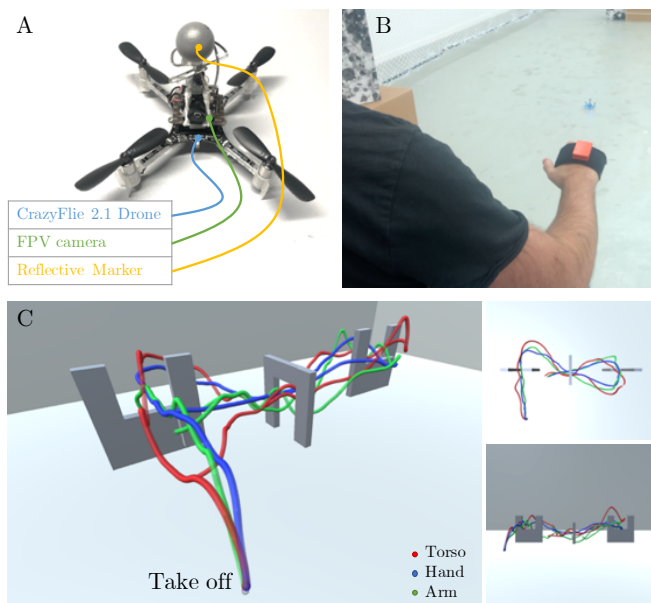 A
B
CrazyFlie 2.1 Drone
FPV camera
Reflective Marker
C
Torso
Hand
Arm
Take off